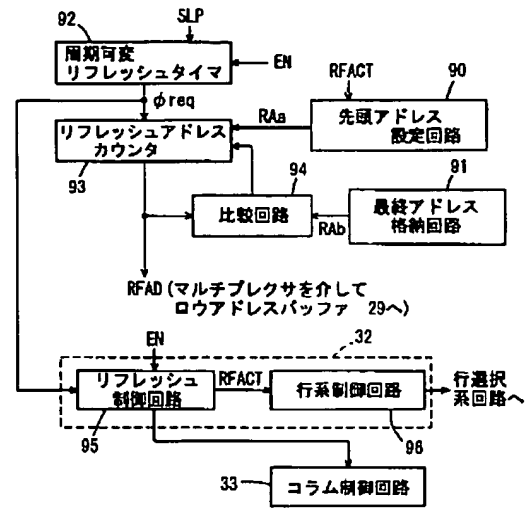 SLP
92
周期可変
リフレッシュタイマ
EN
φreq
RFACT
90
先頭アドレス
設定回路
RAa
リフレッシュアドレス
カウンタ
93
94
比較回路
91
最終アドレス
格納回路
RAb
RFAD(マルチプレクサを介して
ロウアドレスバッファ 29へ)
EN
32
リフレッシュ
制御回路
RFACT
行系制御回路
行選択
系回路へ
95
96
33
コラム制御回路